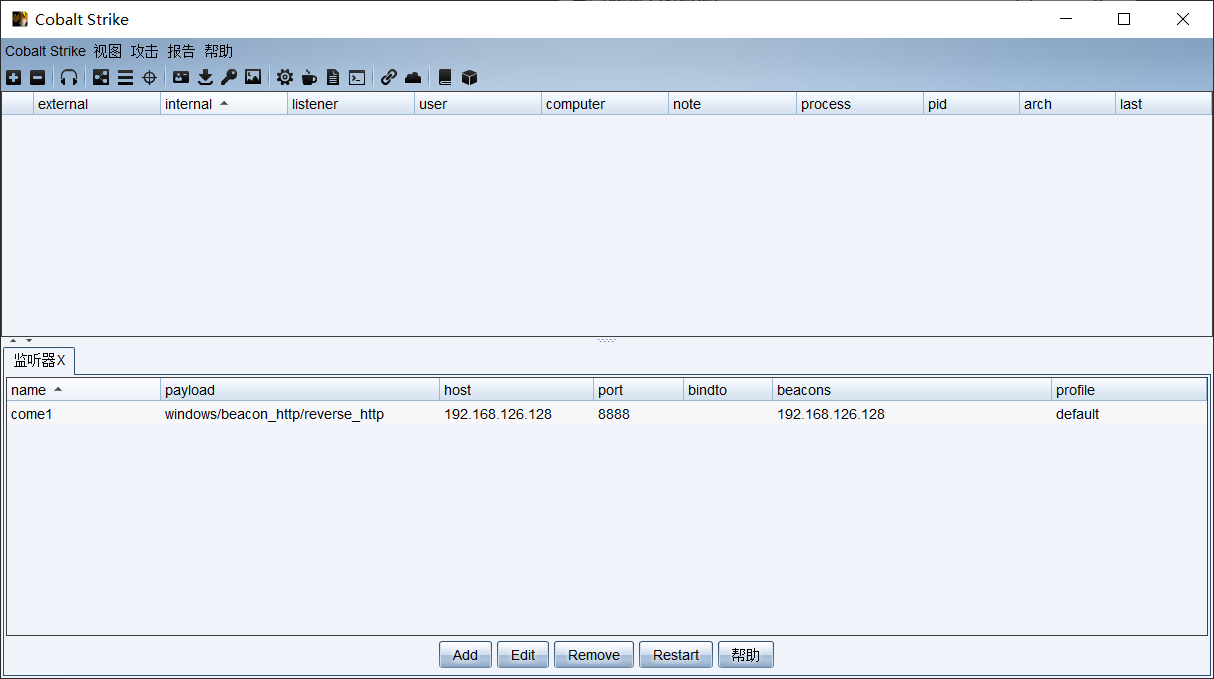 Cobalt Strike
Cobalt Strike 视图 攻击 报告 帮助
external internal listener user computer note process pid arch last
监听器X
name payload host port bindto beacons profile
come1 windows/beacon_http/reverse_http 192.168.126.128 8888 192.168.126.128 default
Add Edit Remove Restart 帮助